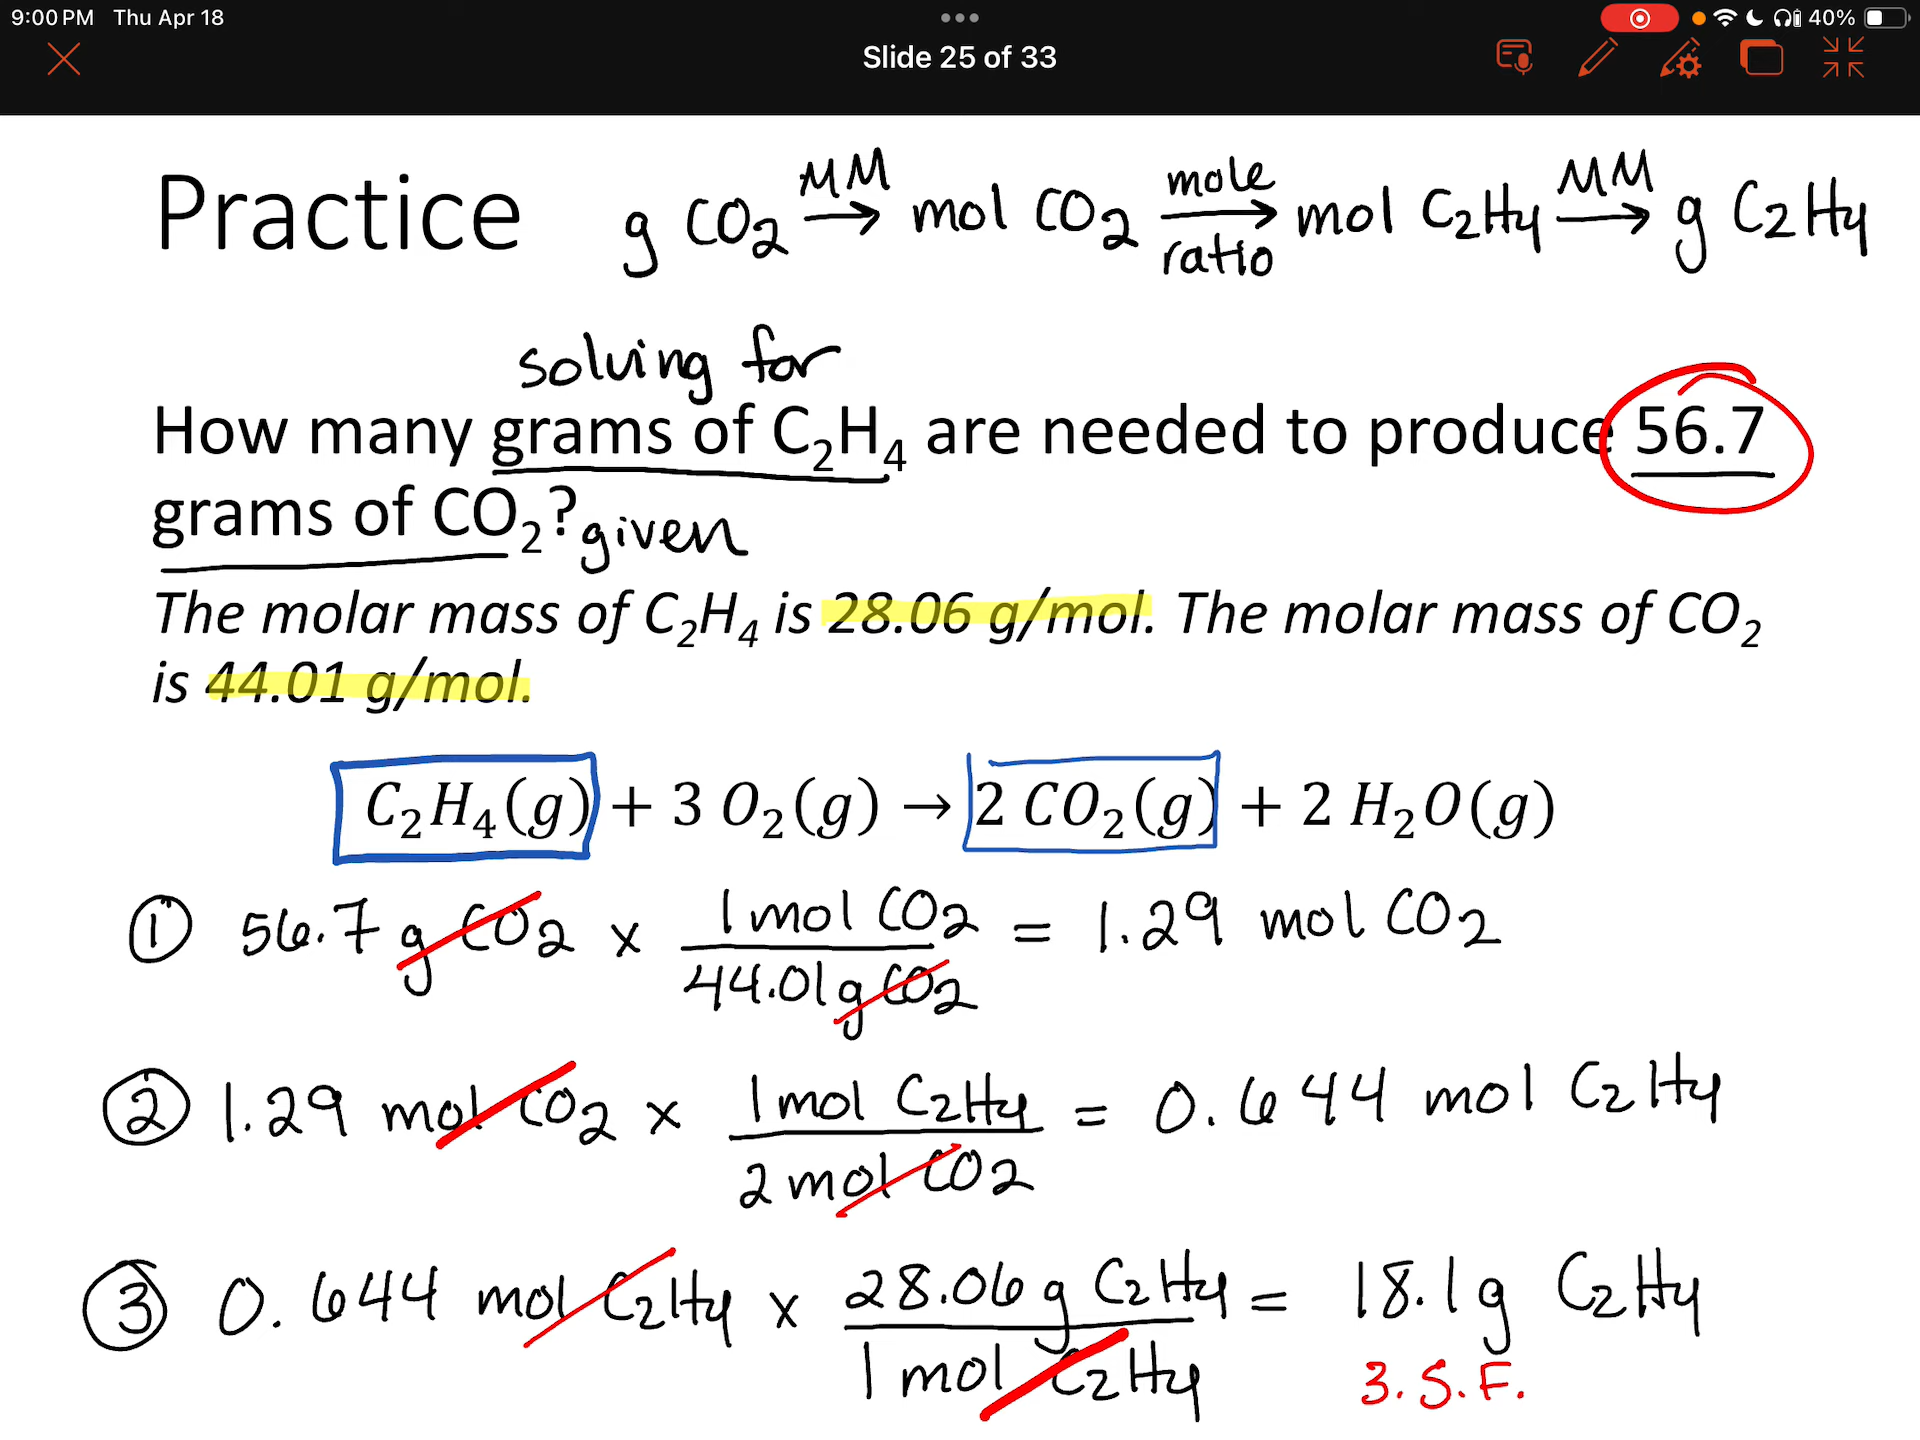 9:00 PM Thu Apr 18
40%
Slide 25 of 33
Practice
g CO₂ MM→ mol CO₂ mole ratio→ mol C₂H₄ MM→ g C₂H₄
solving for
How many grams of C₂H₄ are needed to produce 56.7
grams of CO₂? given
The molar mass of C₂H₄ is 28.06 g/mol. The molar mass of CO₂
is 44.01 g/mol.
C₂H₄(g) + 3 O₂(g) → 2 CO₂(g) + 2 H₂O(g)
① 56.7 g CO₂ x 1 mol CO₂ / 44.01 g CO₂ = 1.29 mol CO₂
② 1.29 mol CO₂ x 1 mol C₂H₄ / 2 mol CO₂ = 0.644 mol C₂H₄
③ 0.644 mol C₂H₄ x 28.06 g C₂H₄ / 1 mol C₂H₄ = 18.1 g C₂H₄
3. S.F.